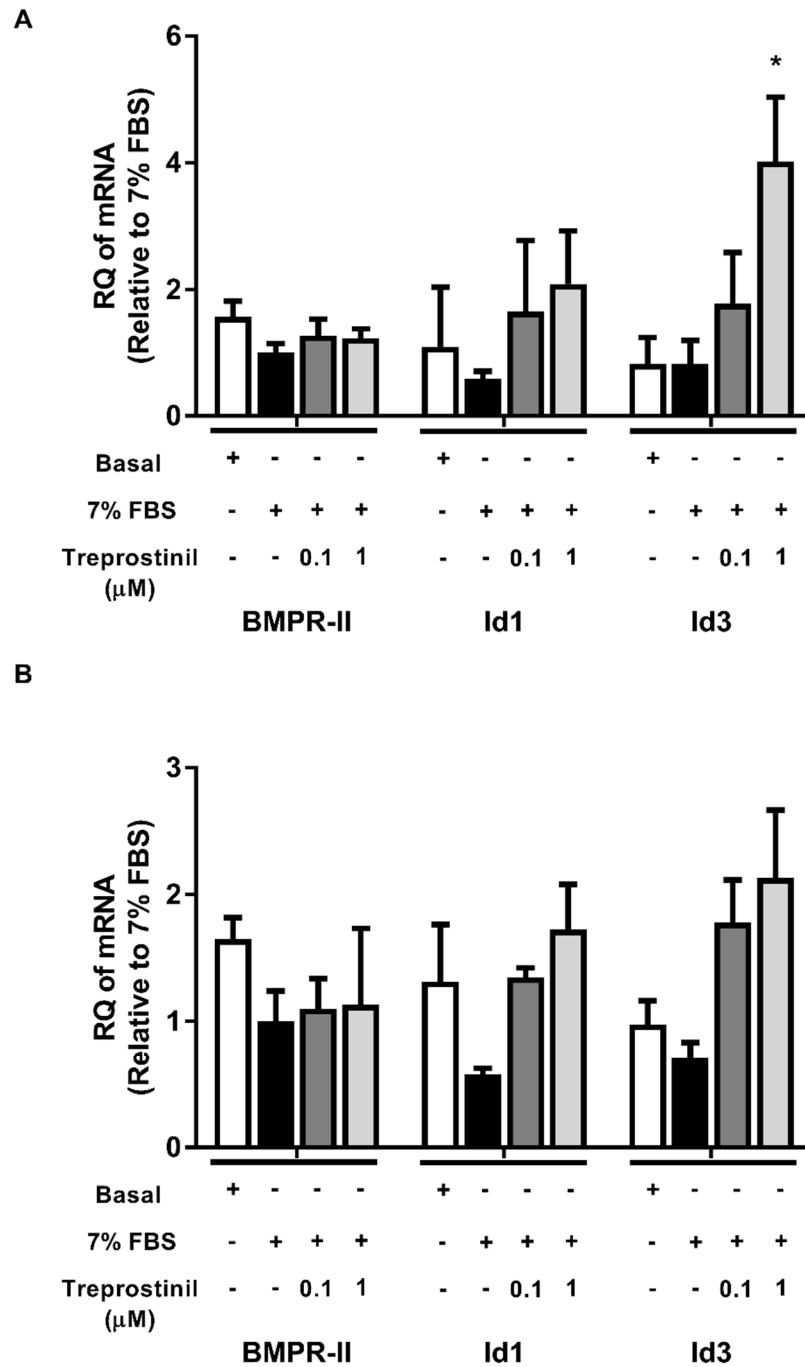 A
RQ of mRNA
(Relative to 7% FBS)
6
4
2
0
*
Basal + - - - + - - - + - - -
7% FBS - + + + - + + + - + + +
Treprostinil - - 0.1 1 - - 0.1 1 - - 0.1 1
(μM)
BMPR-II Id1 Id3
B
RQ of mRNA
(Relative to 7% FBS)
3
2
1
0
Basal + - - - + - - - + - - -
7% FBS - + + + - + + + - + + +
Treprostinil - - 0.1 1 - - 0.1 1 - - 0.1 1
(μM)
BMPR-II Id1 Id3